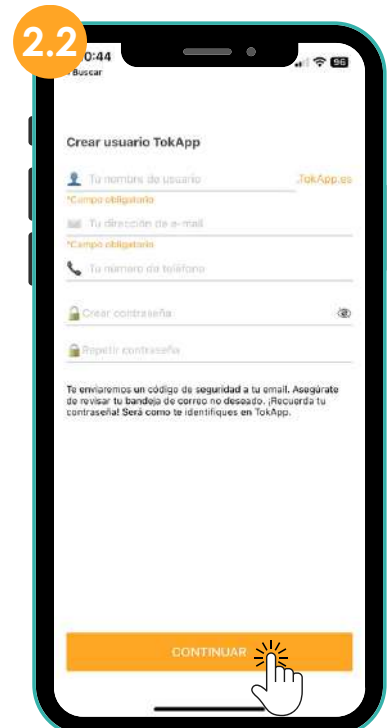 2.2
0:44
Buscar
96
Crear usuario TokApp
Tu nombre de usuario .TokApp.es
*Campo obligatorio
Tu dirección de e-mail
*Campo obligatorio
Tu número de teléfono
Crear contraseña
Repetir contraseña
Te enviaremos un código de seguridad a tu email. Asegúrate
de revisar tu bandeja de correo no deseado. ¡Recuerda tu
contraseña! Será como te identifiques en TokApp.
CONTINUAR